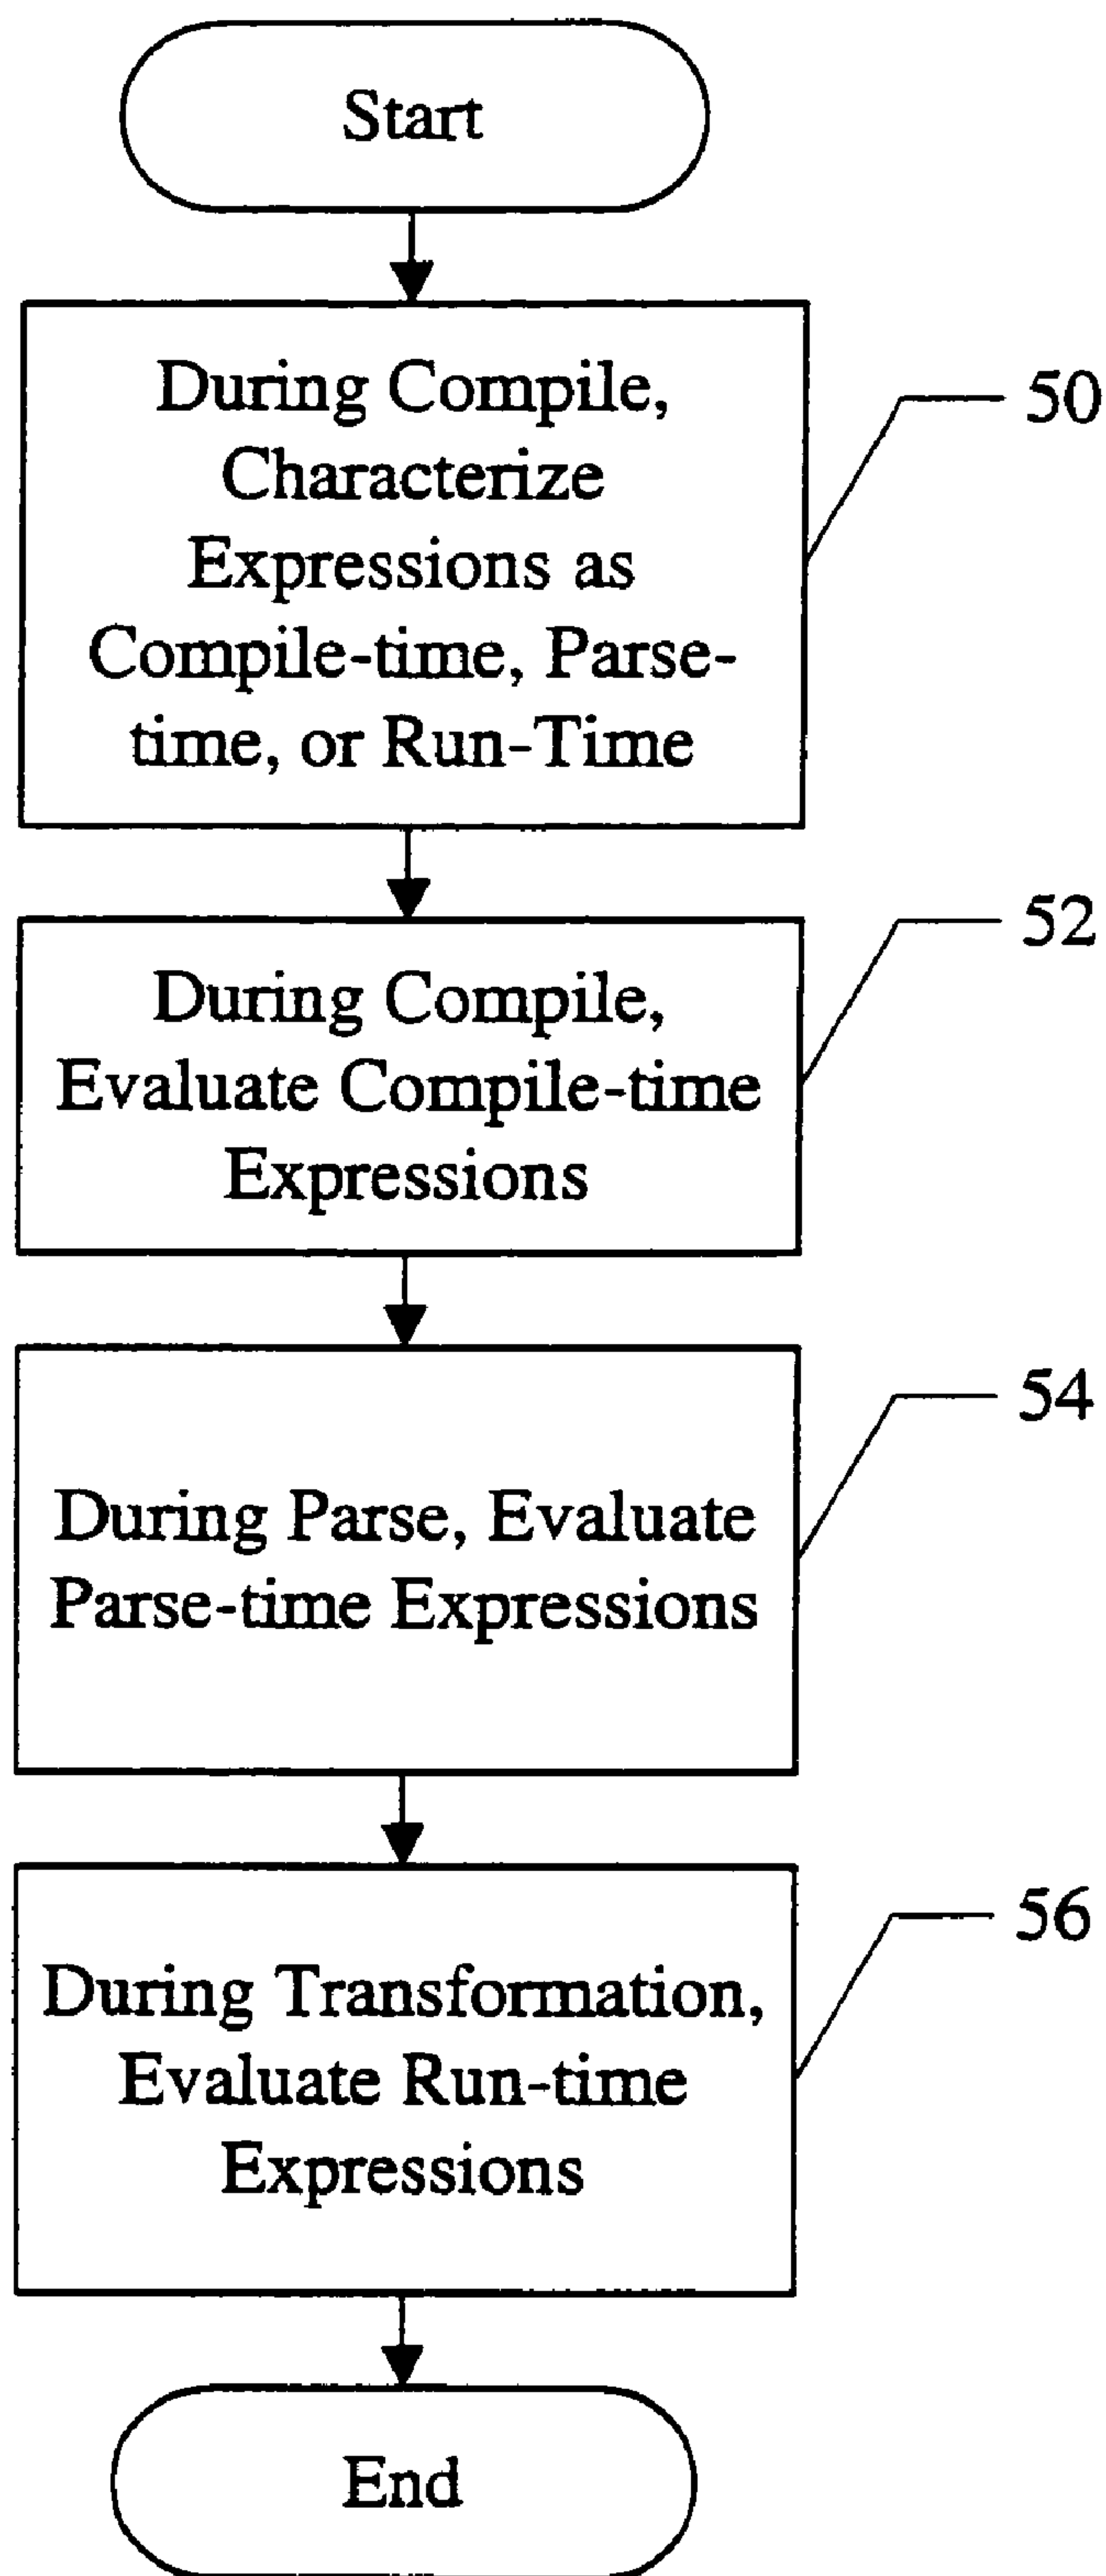 Start
During Compile,
Characterize
Expressions as
Compile-time, Parse-
time, or Run-Time
50
During Compile,
Evaluate Compile-time
Expressions
52
During Parse, Evaluate
Parse-time Expressions
54
During Transformation,
Evaluate Run-time
Expressions
56
End